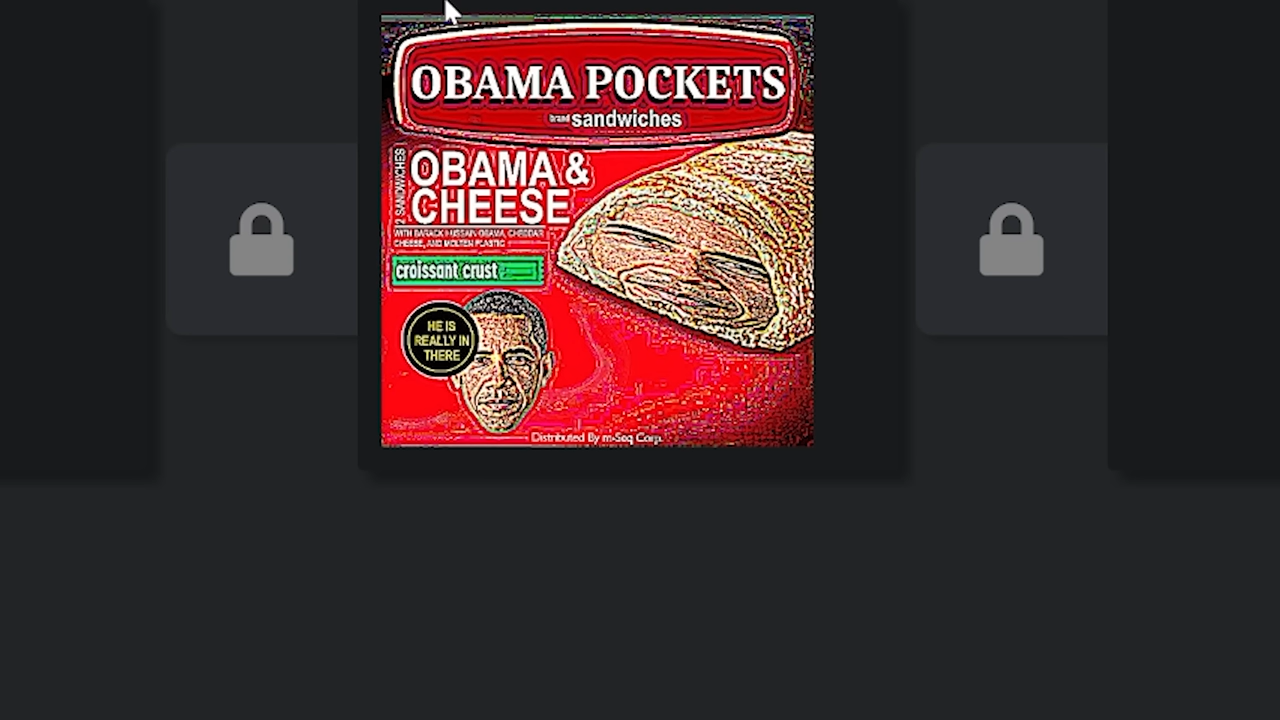 OBAMA POCKETS
brand sandwiches
2 SANDWICHES
OBAMA &
CHEESE
WITH BARACK HUSSAIN OBAMA, CHEDDAR
CHEESE, AND MOLTEN PLASTIC
croissant crust
HE IS
REALLY IN
THERE
Distributed By m-Seq Corp.